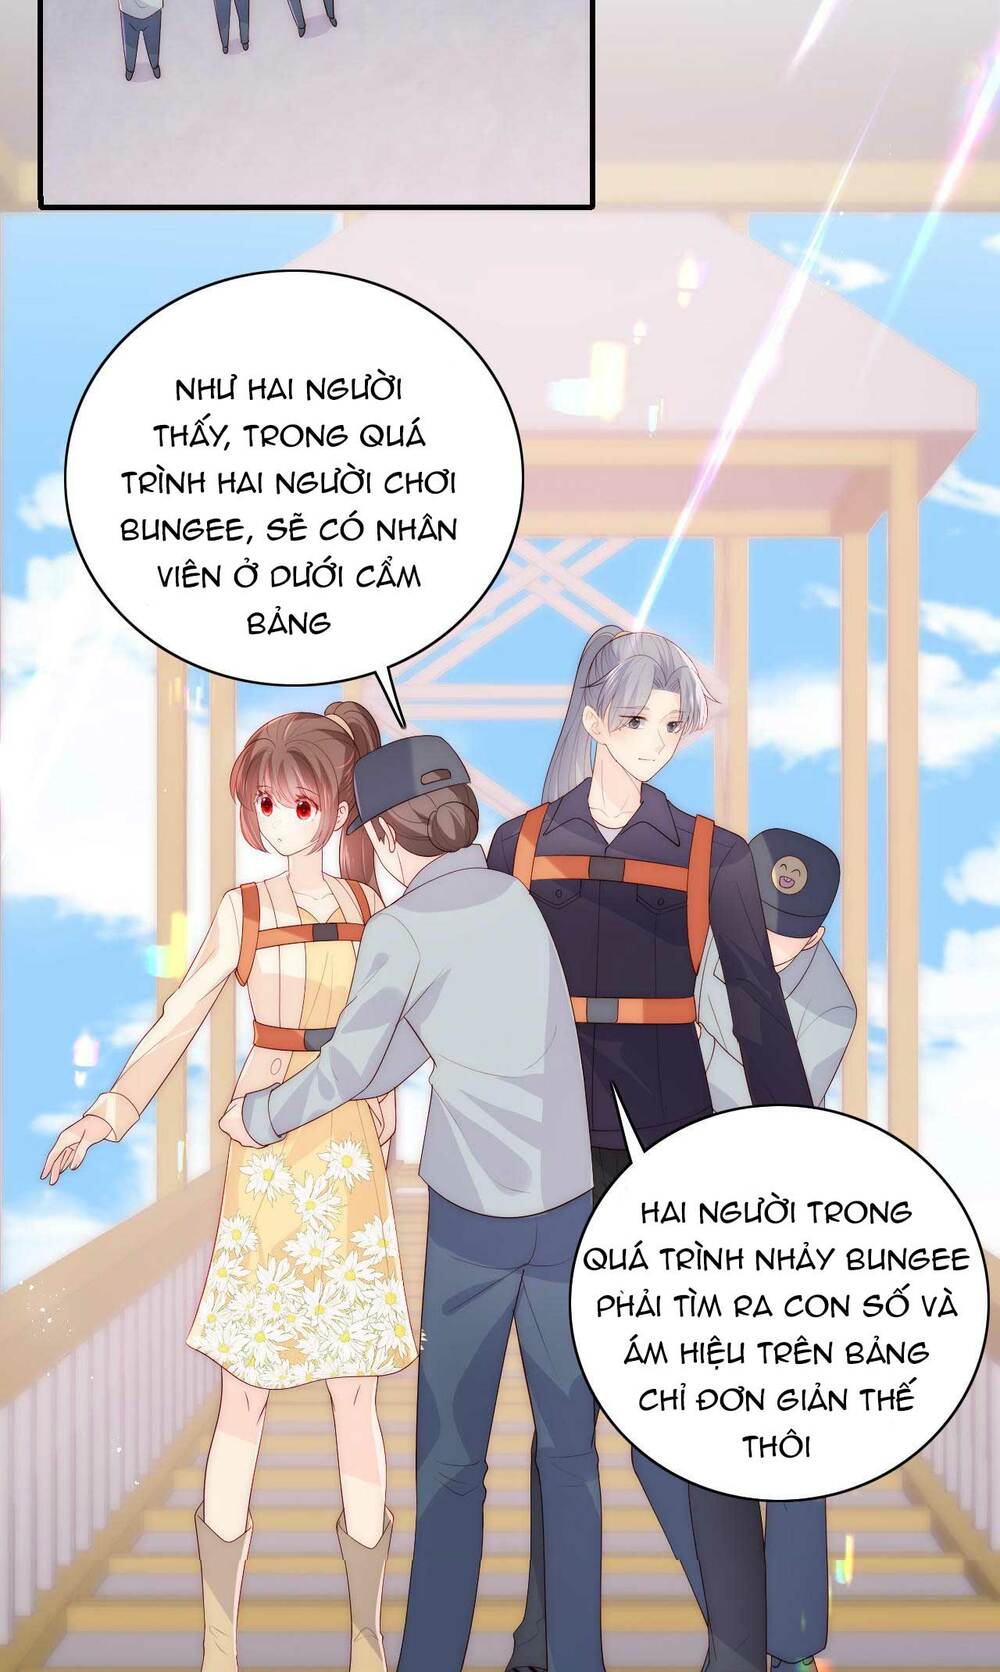 NHƯ HAI NGƯỜI
THẤY, TRONG QUÁ
TRÌNH HAI NGƯỜI CHƠI
BUNGEE, SẼ CÓ NHÂN
VIÊN Ở DƯỚI CẨM
BẢNG
HAI NGƯỜI TRONG
QUÁ TRÌNH NHẢY BUNGEE
PHẢI TÌM RA CON SỐ VÀ
ÁM HIỆU TRÊN BẢNG
CHỈ ĐƠN GIẢN THẾ
THÔI